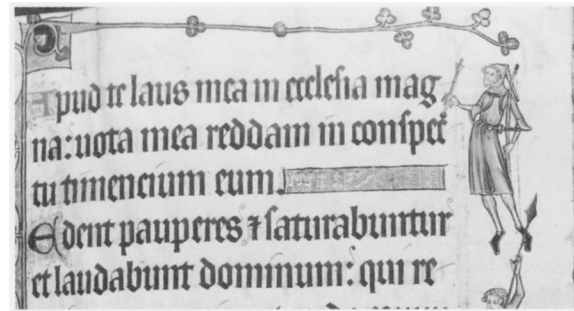 Apud te laus mea in eccleſia mag
na: uota mea reddam in conſpec
tu timencium eum.
Edent pauperes ⁊ ſaturabuntur
et laudabunt dominum: qui re